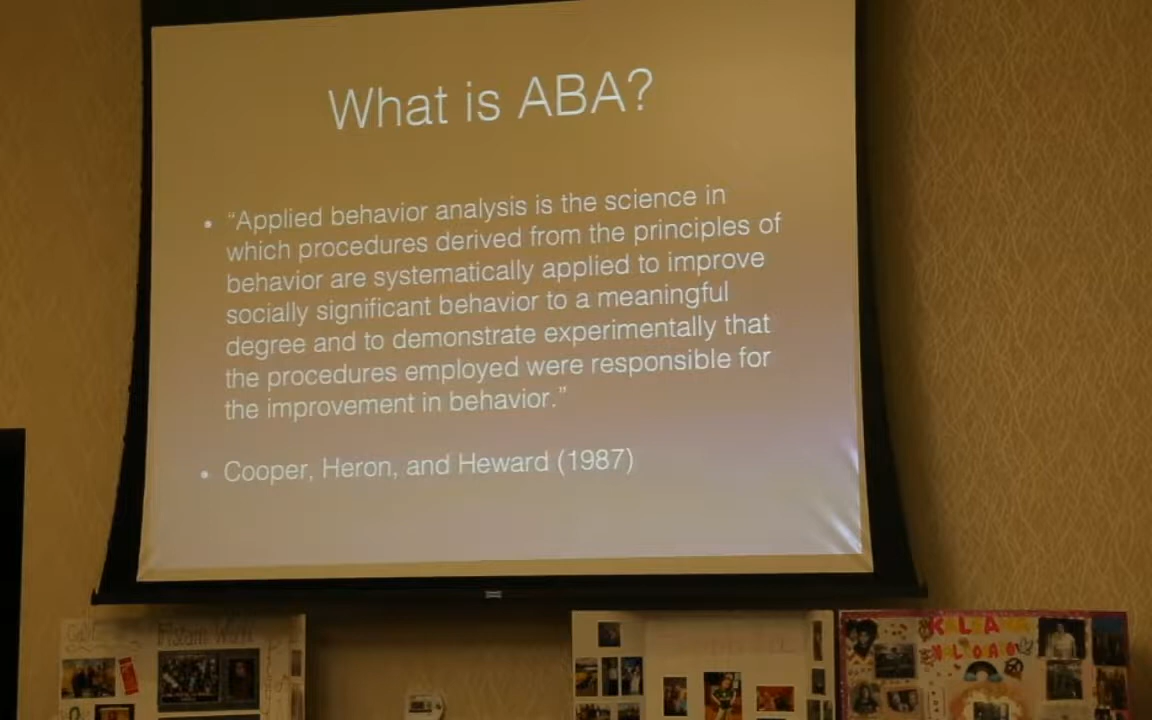 What is ABA?
• “Applied behavior analysis is the science in
which procedures derived from the principles of
behavior are systematically applied to improve
socially significant behavior to a meaningful
degree and to demonstrate experimentally that
the procedures employed were responsible for
the improvement in behavior.”
• Cooper, Heron, and Heward (1987)